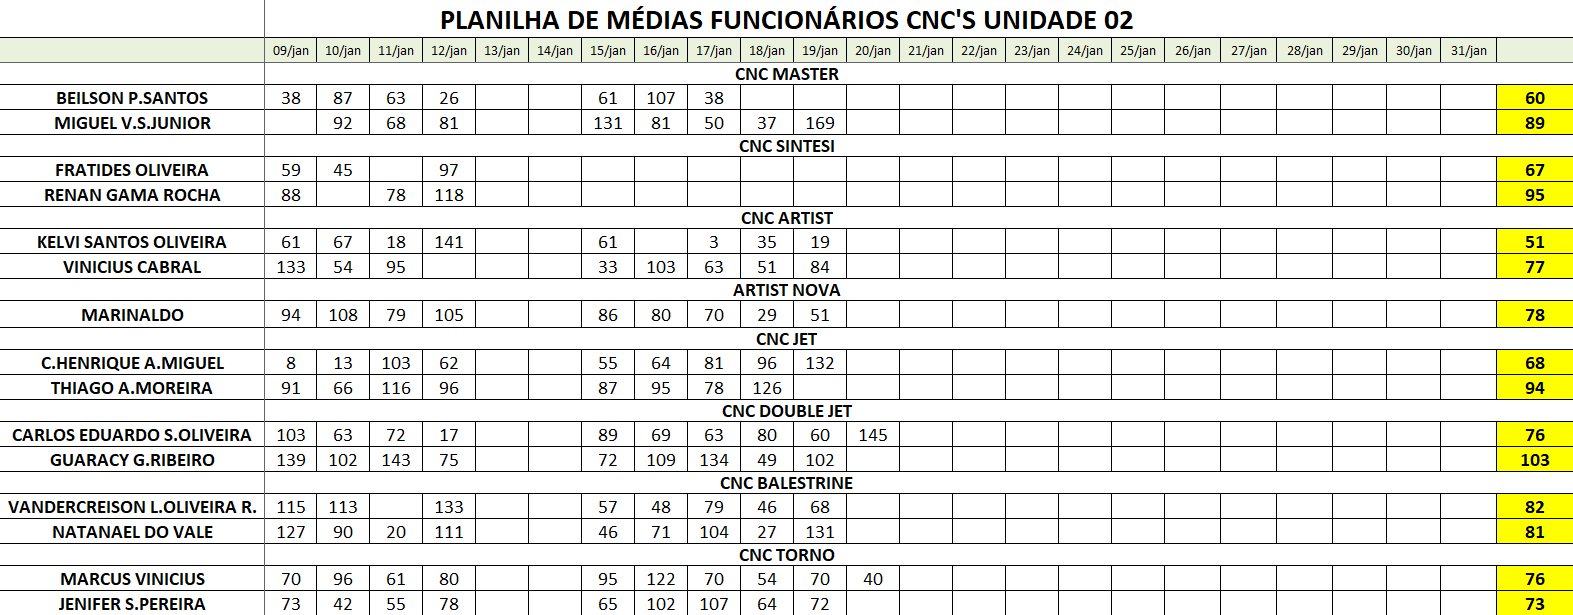 PLANILHA DE MÉDIAS FUNCIONÁRIOS CNC'S UNIDADE 02
09/jan 10/jan 11/jan 12/jan 13/jan 14/jan 15/jan 16/jan 17/jan 18/jan 19/jan 20/jan 21/jan 22/jan 23/jan 24/jan 25/jan 26/jan 27/jan 28/jan 29/jan 30/jan 31/jan
CNC MASTER
BEILSON P.SANTOS 38 87 63 26 61 107 38 60
MIGUEL V.S.JUNIOR 92 68 81 131 81 50 37 169 89
CNC SINTESI
FRATIDES OLIVEIRA 59 45 97 67
RENAN GAMA ROCHA 88 78 118 95
CNC ARTIST
KELVI SANTOS OLIVEIRA 61 67 18 141 61 3 35 19 51
VINICIUS CABRAL 133 54 95 33 103 63 51 84 77
ARTIST NOVA
MARINALDO 94 108 79 105 86 80 70 29 51 78
CNC JET
C.HENRIQUE A.MIGUEL 8 13 103 62 55 64 81 96 132 68
THIAGO A.MOREIRA 91 66 116 96 87 95 78 126 94
CNC DOUBLE JET
CARLOS EDUARDO S.OLIVEIRA 103 63 72 17 89 69 63 80 60 145 76
GUARACY G.RIBEIRO 139 102 143 75 72 109 134 49 102 103
CNC BALESTRINE
VANDERCREISON L.OLIVEIRA R. 115 113 133 57 48 79 46 68 82
NATANAEL DO VALE 127 90 20 111 46 71 104 27 131 81
CNC TORNO
MARCUS VINICIUS 70 96 61 80 95 122 70 54 70 40 76
JENIFER S.PEREIRA 73 42 55 78 65 102 107 64 72 73